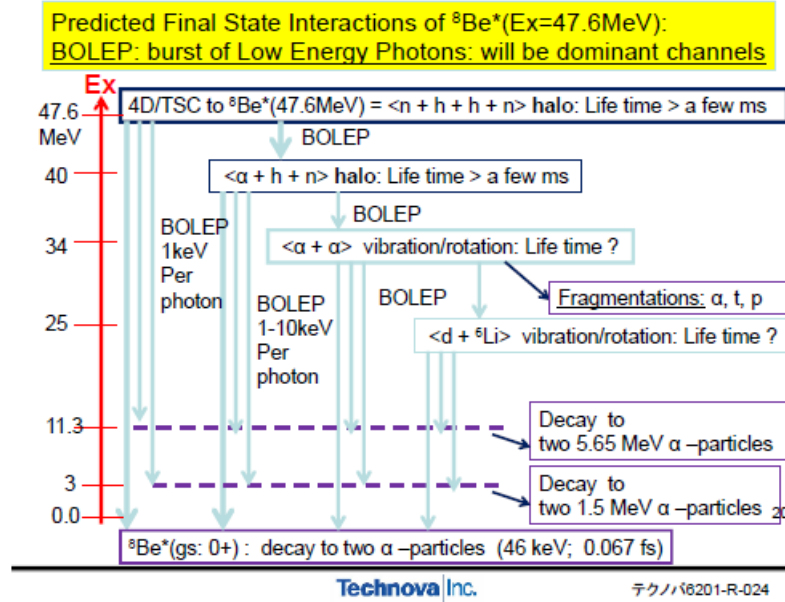 Predicted Final State Interactions of ⁸Be*(Ex=47.6MeV):
BOLEP: burst of Low Energy Photons: will be dominant channels
Ex
47.6
MeV
4D/TSC to ⁸Be*(47.6MeV) = <n + h + h + n> halo: Life time > a few ms
BOLEP
40
<α + h + n> halo: Life time > a few ms
BOLEP
1keV
Per
photon
BOLEP
34
<α + α> vibration/rotation: Life time ?
BOLEP
1-10keV
Per
photon
BOLEP
Fragmentations: α, t, p
25
<d + ⁶Li> vibration/rotation: Life time ?
11.3
Decay to
two 5.65 MeV α –particles
3
Decay to
two 1.5 MeV α –particles
20
0.0
⁸Be*(gs: 0+) : decay to two α –particles (46 keV; 0.067 fs)
Technova Inc.
テクノバ6201-R-024